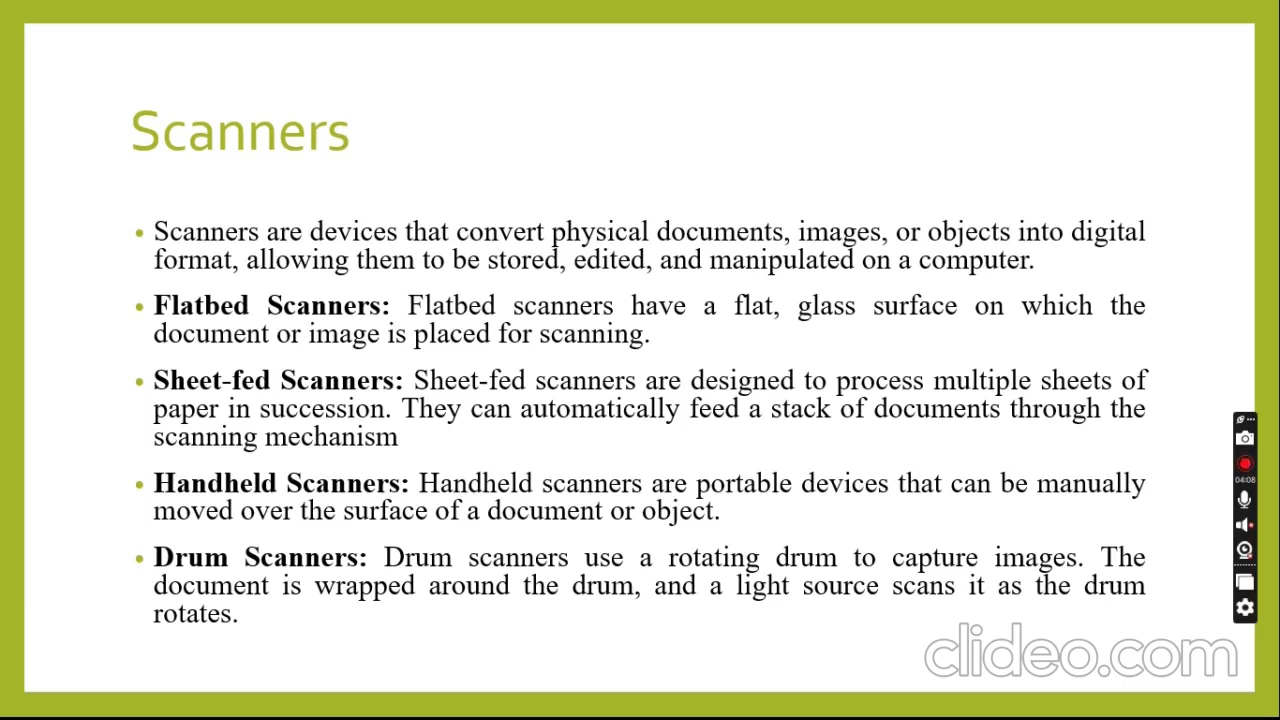 Scanners
• Scanners are devices that convert physical documents, images, or objects into digital
format, allowing them to be stored, edited, and manipulated on a computer.
• Flatbed Scanners: Flatbed scanners have a flat, glass surface on which the
document or image is placed for scanning.
• Sheet-fed Scanners: Sheet-fed scanners are designed to process multiple sheets of
paper in succession. They can automatically feed a stack of documents through the
scanning mechanism
• Handheld Scanners: Handheld scanners are portable devices that can be manually
moved over the surface of a document or object.
• Drum Scanners: Drum scanners use a rotating drum to capture images. The
document is wrapped around the drum, and a light source scans it as the drum
rotates.
04:08
clideo.com